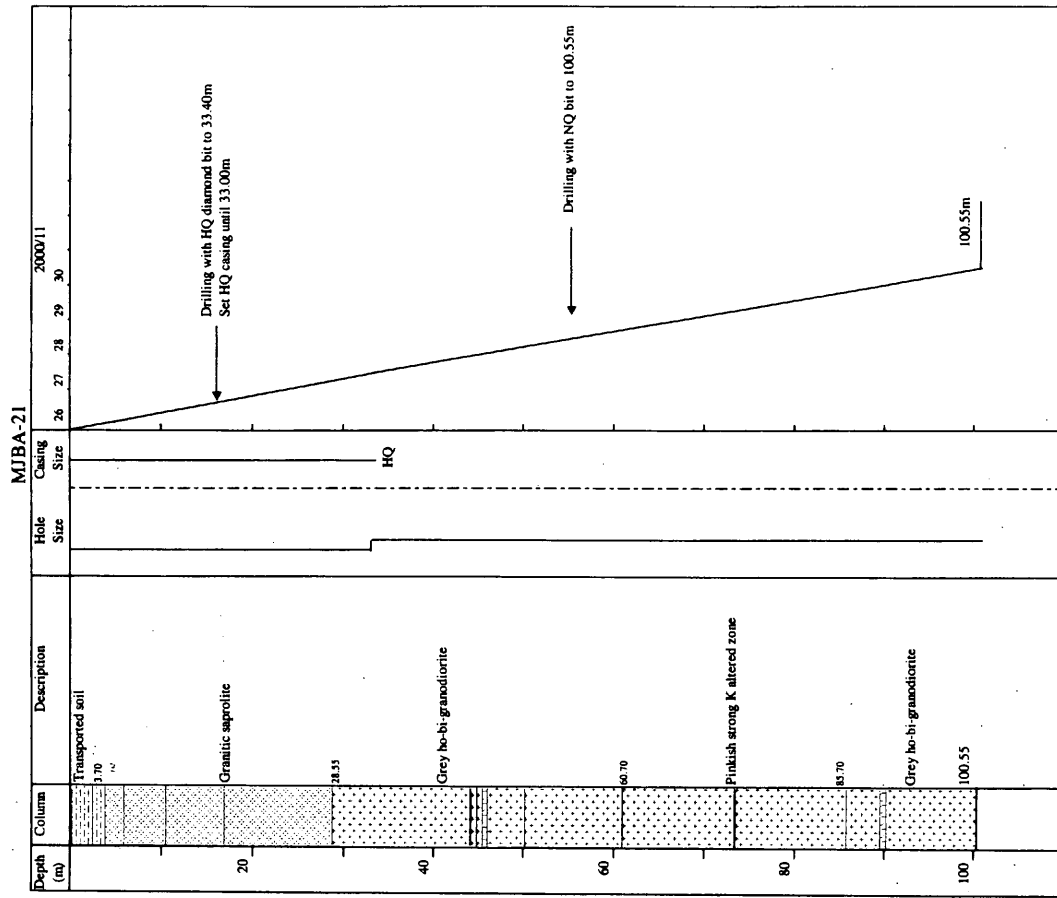 MJBA-21
Depth
(m)
Column
Description
Hole
Size
Casing
Size
2000/11
26 27 28 29 30
Transported soil
3.70
Granitic saprolite
20
28.55
Grey ho-bi-granodiorite
40
60.70
60
Pinkish strong K altered zone
80
85.70
Grey ho-bi-granodiorite
100.55
100
HQ
Drilling with HQ diamond bit to 33.40m
Set HQ casing until 33.00m
Drilling with NQ bit to 100.55m
100.55m